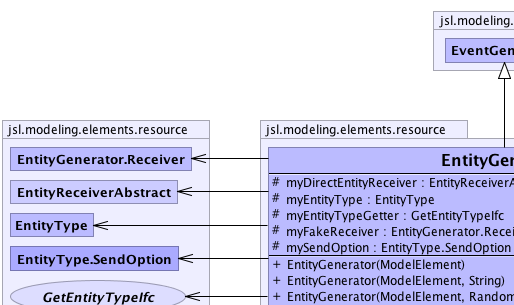 jsl.modeling.
EventGen
jsl.modeling.elements.resource
EntityGenerator.Receiver
EntityReceiverAbstract
EntityType
EntityType.SendOption
GetEntityTypeIfc
jsl.modeling.elements.resource
EntityGer
# myDirectEntityReceiver : EntityReceiverA
# myEntityType : EntityType
# myEntityTypeGetter : GetEntityTypeIfc
# myFakeReceiver : EntityGenerator.Recei
# mySendOption : EntityType.SendOption
+ EntityGenerator(ModelElement)
+ EntityGenerator(ModelElement, String)
+ EntityGenerator(ModelElement, Random